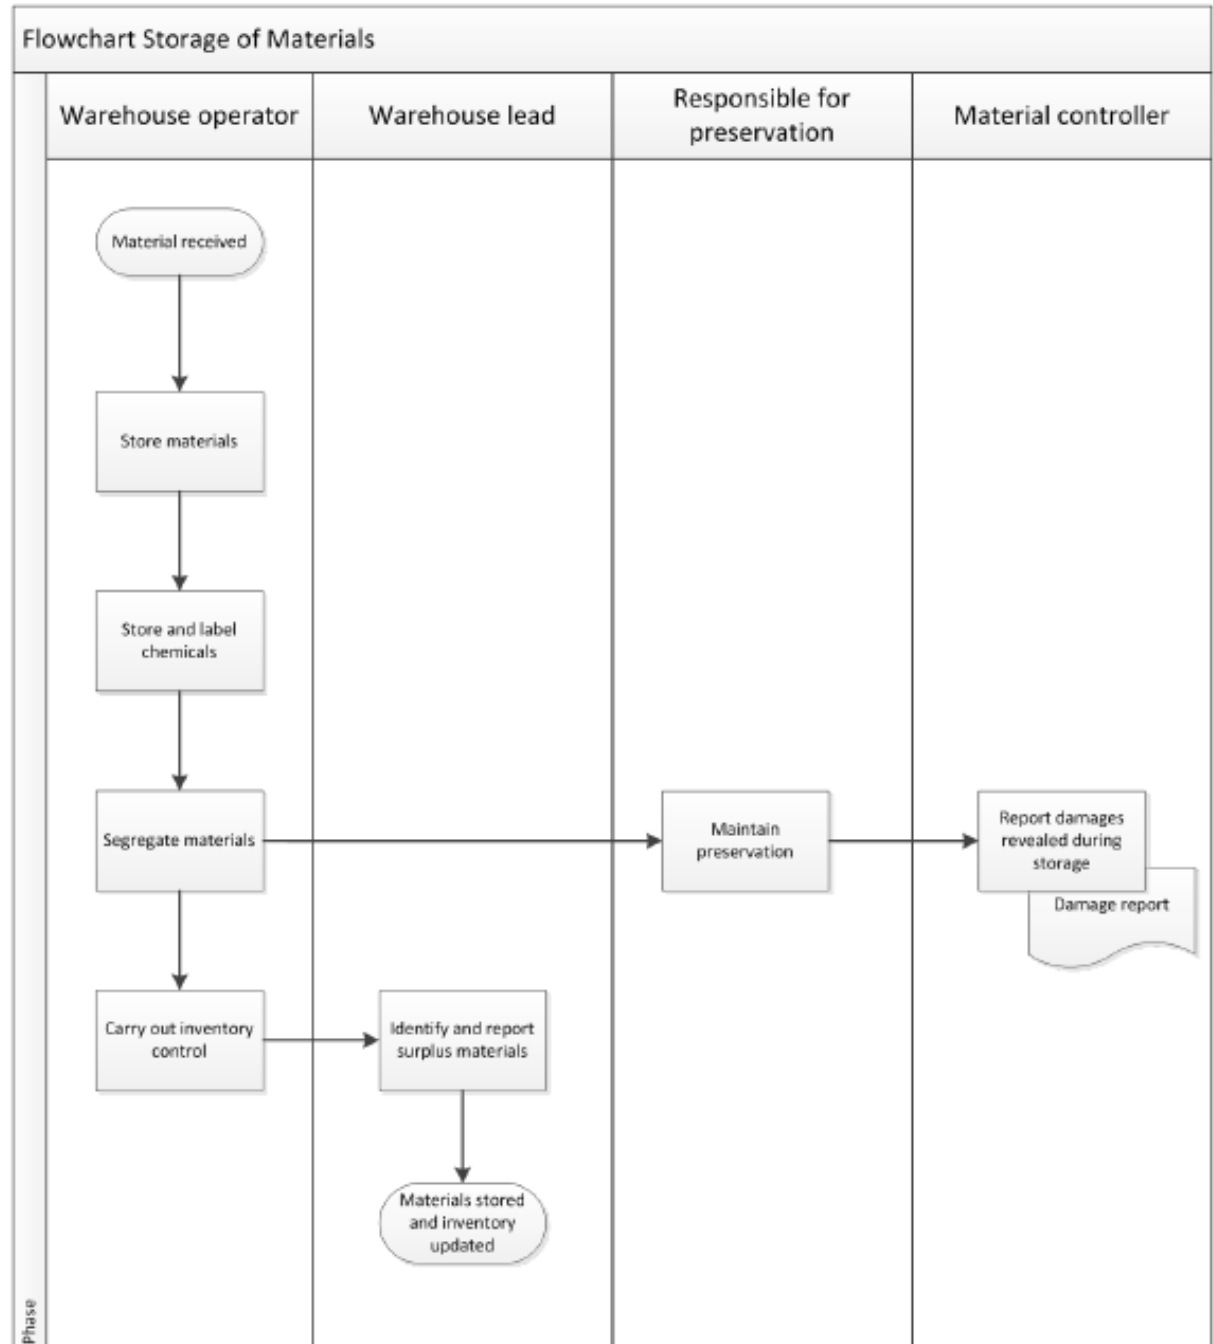 Flowchart Storage of Materials
Warehouse operator
Warehouse lead
Responsible for
preservation
Material controller
Material received
Store materials
Store and label
chemicals
Segregate materials
Maintain
preservation
Report damages
revealed during
storage
Damage report
Carry out inventory
control
Identify and report
surplus materials
Materials stored
and inventory
updated
Phase